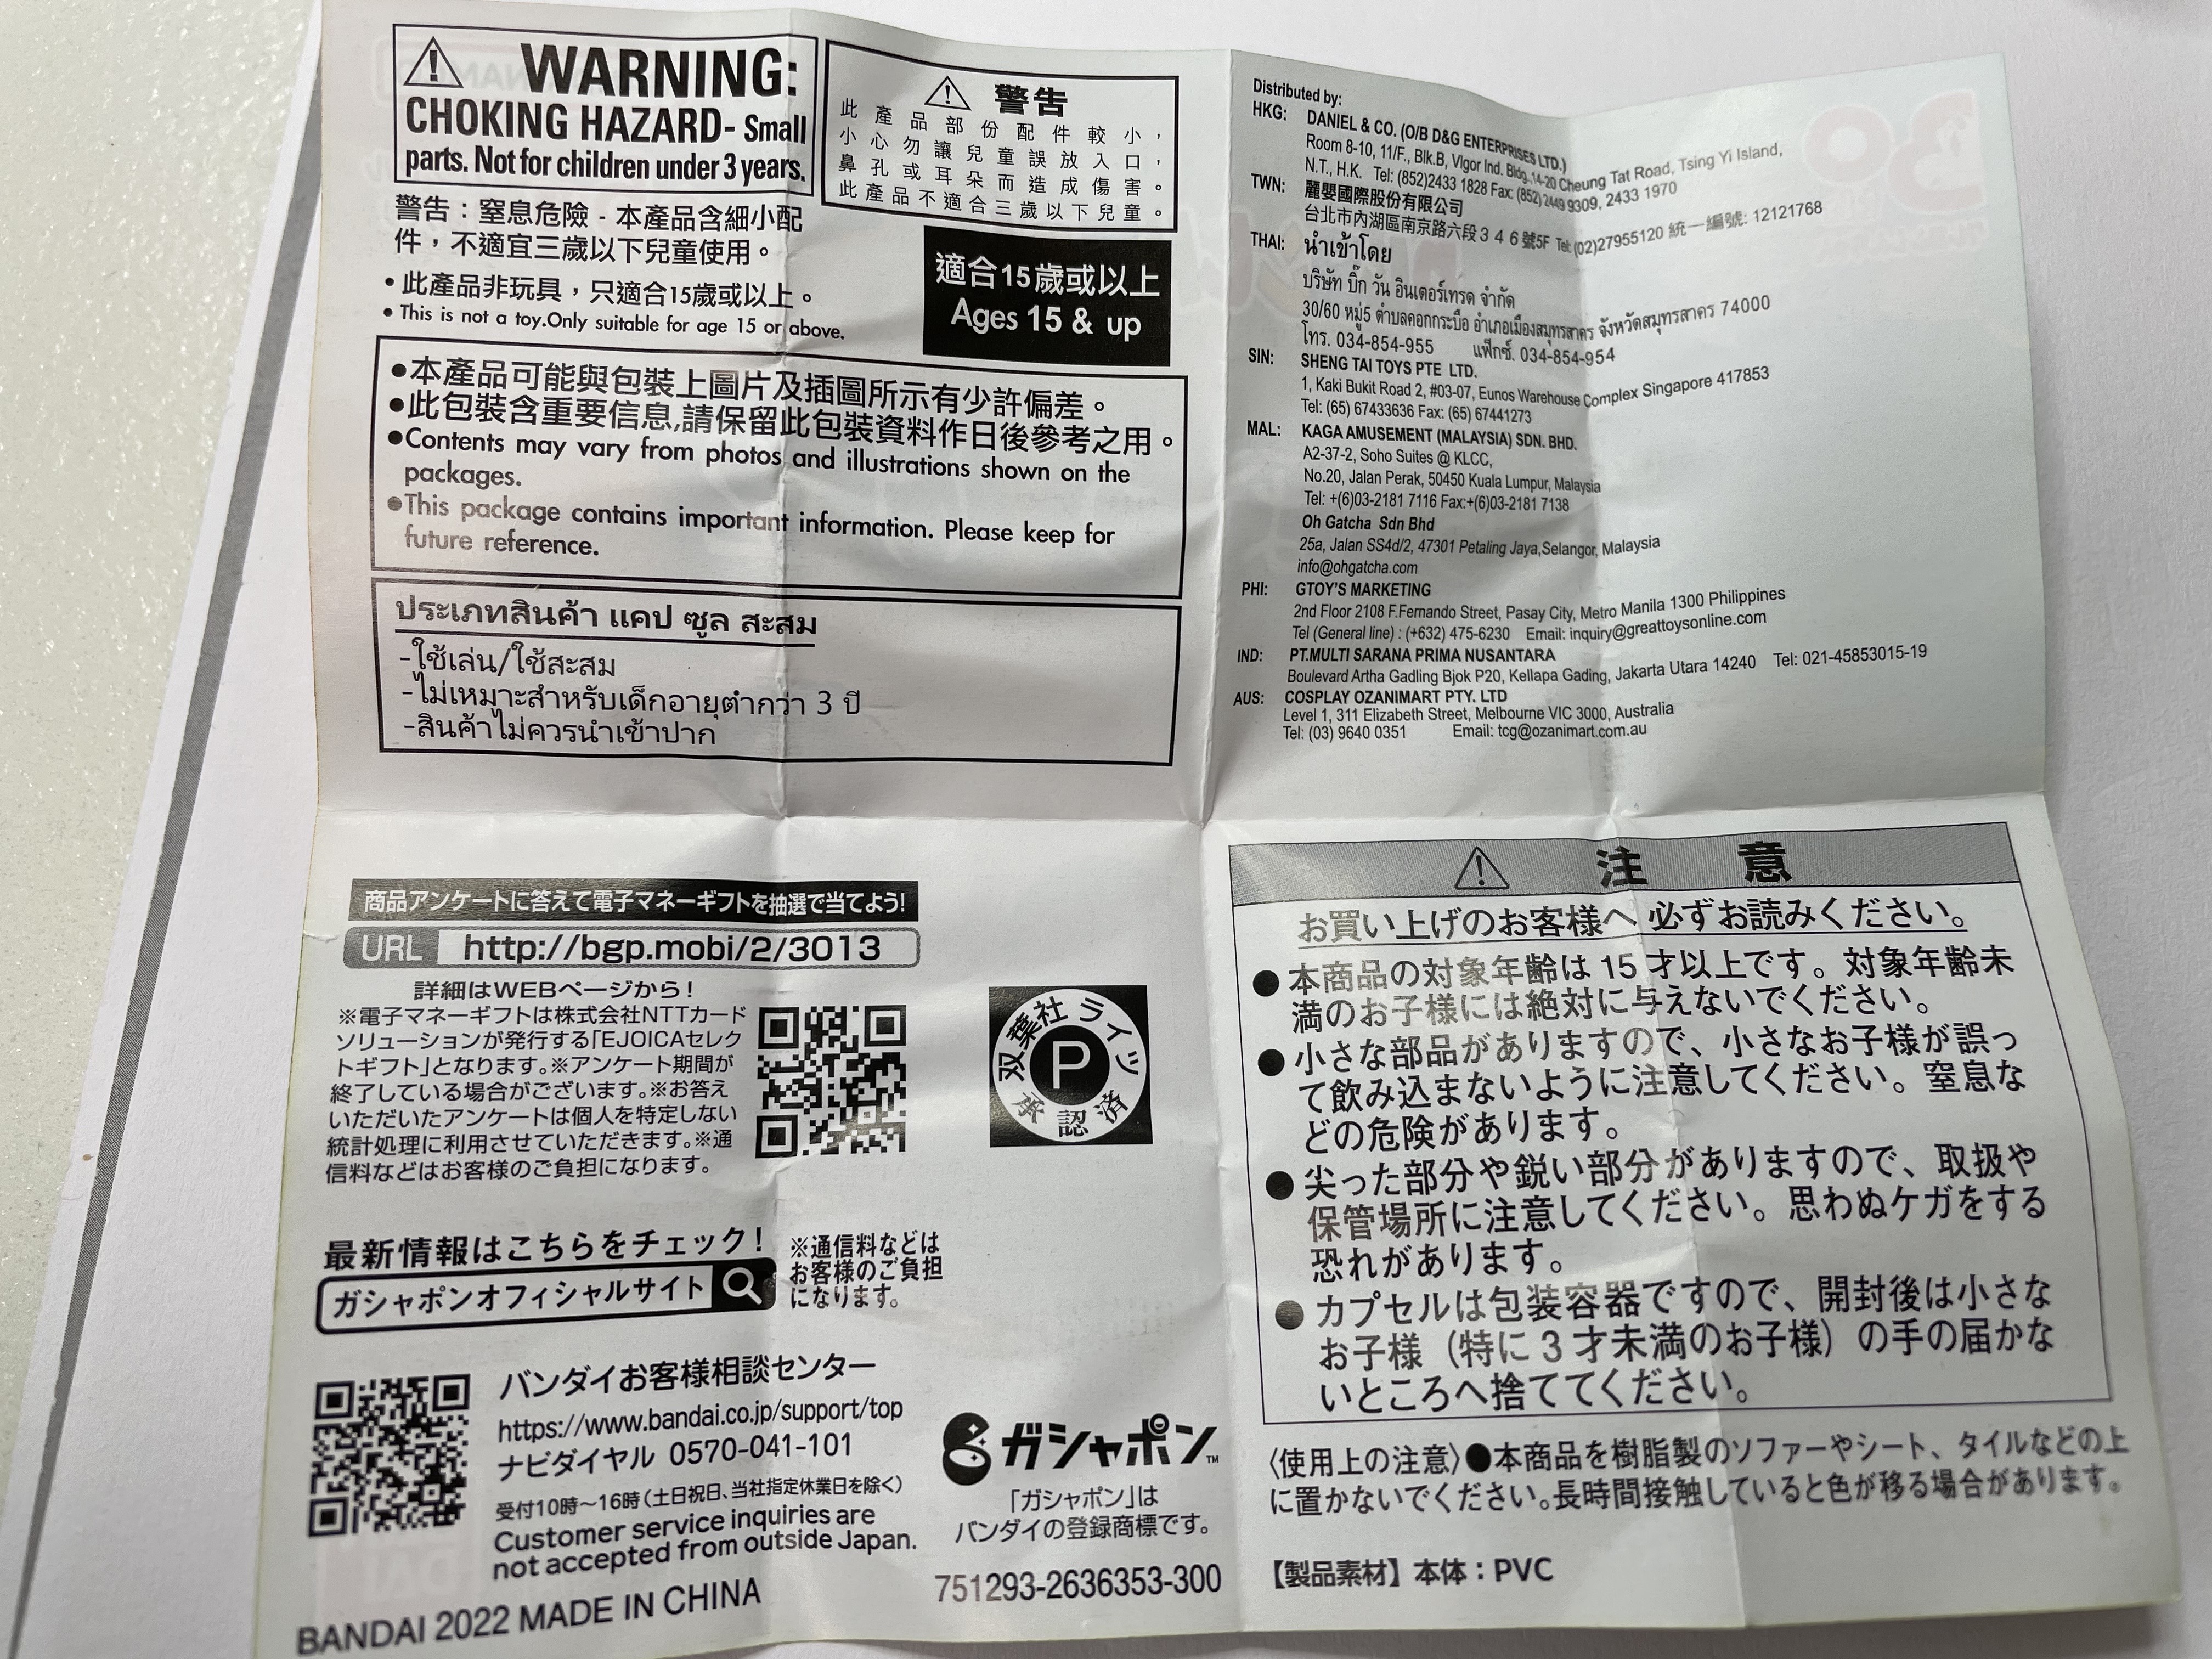 WARNING:
CHOKING HAZARD- Small
parts. Not for children under 3 years.
警告：窒息危險 - 本產品含細小配
件，不適宜三歲以下兒童使用。
• 此產品非玩具，只適合15歲或以上。
• This is not a toy.Only suitable for age 15 or above.
警告
此產品部份配件較小，
小心勿讓兒童誤放入口，
鼻孔或耳朵而造成傷害。
此產品不適合三歲以下兒童。
適合15歲或以上
Ages 15 & up
●本產品可能與包裝上圖片及插圖所示有少許偏差。
●此包裝含重要信息,請保留此包裝資料作日後參考之用。
●Contents may vary from photos and illustrations shown on the
packages.
●This package contains important information. Please keep for
future reference.
ประเภทสินค้า แคป ซูล สะสม
-ใช้เล่น/ใช้สะสม
-ไม่เหมาะสำหรับเด็กอายุต่ำกว่า 3 ปี
-สินค้าไม่ควรนำเข้าปาก
Distributed by:
HKG: DANIEL & CO. (O/B D&G ENTERPRISES LTD.)
Room 8-10, 11/F., Blk.B, Vigor Ind. Bldg.14-20 Cheung Tat Road, Tsing Yi Island,
N.T., H.K. Tel: (852)2433 1828 Fax: (852) 2449 9309, 2433 1970
TWN: 麗嬰國際股份有限公司
台北市內湖區南京路六段３４６號5F Tel: (02)27955120 統一編號: 12121768
THAI: นำเข้าโดย
บริษัท บิ๊ก วัน อินเตอร์เทรด จำกัด
30/60 หมู่5 ตำบลคอกกระบือ อำเภอเมืองสมุทรสาคร จังหวัดสมุทรสาคร 74000
โทร. 034-854-955 แฟ็กซ์. 034-854-954
SIN: SHENG TAI TOYS PTE LTD.
1, Kaki Bukit Road 2, #03-07, Eunos Warehouse Complex Singapore 417853
Tel: (65) 67433636 Fax: (65) 67441273
MAL: KAGA AMUSEMENT (MALAYSIA) SDN. BHD.
A2-37-2, Soho Suites @ KLCC,
No.20, Jalan Perak, 50450 Kuala Lumpur, Malaysia
Tel: +(6)03-2181 7116 Fax:+(6)03-2181 7138
Oh Gatcha Sdn Bhd
25a, Jalan SS4d/2, 47301 Petaling Jaya,Selangor, Malaysia
info@ohgatcha.com
PHI: GTOY'S MARKETING
2nd Floor 2108 F.Fernando Street, Pasay City, Metro Manila 1300 Philippines
Tel (General line) : (+632) 475-6230 Email: inquiry@greattoysonline.com
IND: PT.MULTI SARANA PRIMA NUSANTARA
Boulevard Artha Gadling Bjok P20, Kellapa Gading, Jakarta Utara 14240 Tel: 021-45853015-19
AUS: COSPLAY OZANIMART PTY. LTD
Level 1, 311 Elizabeth Street, Melbourne VIC 3000, Australia
Tel: (03) 9640 0351 Email: tcg@ozanimart.com.au
商品アンケートに答えて電子マネーギフトを抽選で当てよう!
URL http://bgp.mobi/2/3013
詳細はWEBページから!
※電子マネーギフトは株式会社NTTカード
ソリューションが発行する「EJOICAセレク
トギフト」となります。※アンケート期間が
終了している場合がございます。※お答え
いただいたアンケートは個人を特定しない
統計処理に利用させていただきます。※通
信料などはお客様のご負担になります。
双葉社 ライツ
P
承認済
最新情報はこちらをチェック!
ガシャポンオフィシャルサイト
※通信料などは
お客様のご負担
になります。
バンダイお客様相談センター
https://www.bandai.co.jp/support/top
ナビダイヤル 0570-041-101
受付10時～16時(土日祝日、当社指定休業日を除く)
Customer service inquiries are
not accepted from outside Japan.
BANDAI 2022 MADE IN CHINA
ガシャポン™
「ガシャポン」は
バンダイの登録商標です。
751293-2636353-300
注意
お買い上げのお客様へ 必ずお読みください。
● 本商品の対象年齢は 15 才以上です。対象年齢未
満のお子様には絶対に与えないでください。
● 小さな部品がありますので、小さなお子様が誤っ
て飲み込まないように注意してください。窒息な
どの危険があります。
● 尖った部分や鋭い部分がありますので、取扱や
保管場所に注意してください。思わぬケガをする
恐れがあります。
● カプセルは包装容器ですので、開封後は小さな
お子様（特に 3 才未満のお子様）の手の届かな
いところへ捨ててください。
〈使用上の注意〉●本商品を樹脂製のソファーやシート、タイルなどの上
に置かないでください。長時間接触していると色が移る場合があります。
【製品素材】本体：PVC